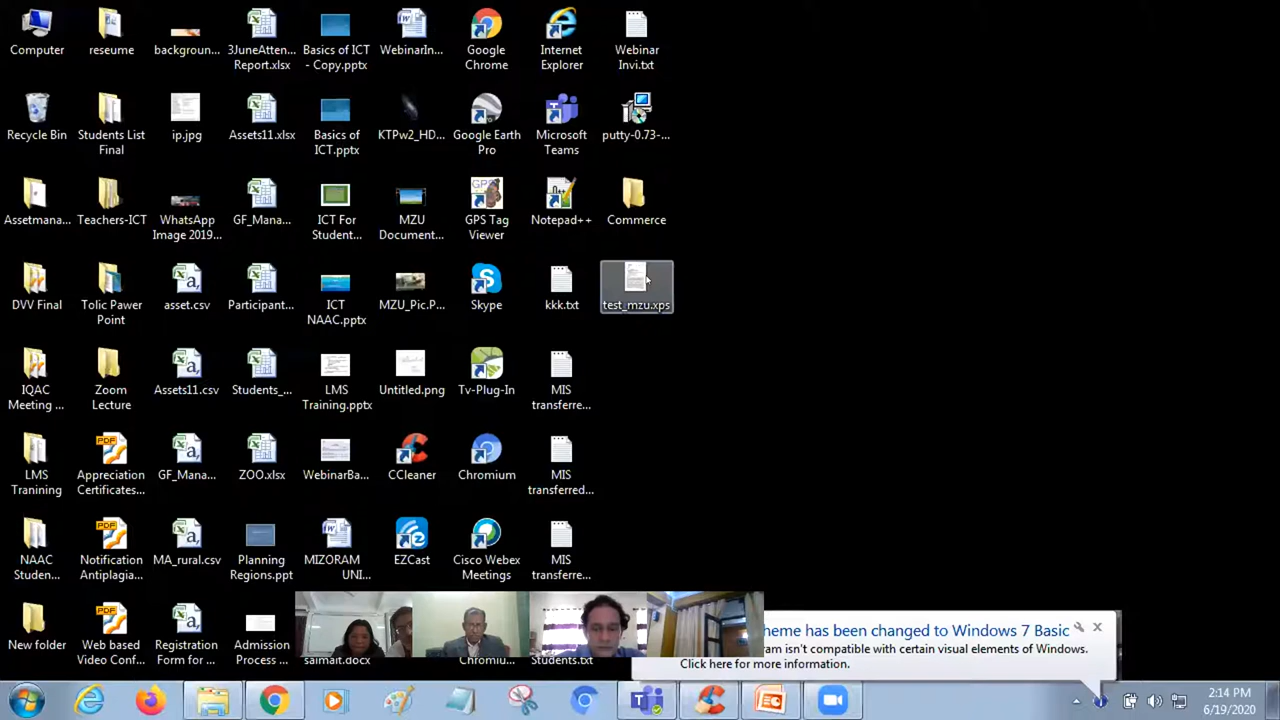 Computer
reseume
backgroun...
3JuneAtten...
Report.xlsx
Basics of ICT
- Copy.pptx
WebinarIn...
Google
Chrome
Internet
Explorer
Webinar
Invi.txt
Recycle Bin
Students List
Final
ip.jpg
Assets11.xlsx
Basics of
ICT.pptx
KTPw2_HD...
Google Earth
Pro
Microsoft
Teams
putty-0.73-...
Assetmana...
Teachers-ICT
WhatsApp
Image 2019...
GF_Mana...
ICT For
Student...
MZU
Document...
GPS
GPS Tag
Viewer
Notepad++
Commerce
DVV Final
Tolic Pawer
Point
asset.csv
Participant...
ICT
NAAC.pptx
MZU_Pic.P...
Skype
kkk.txt
test_mzu.xps
IQAC
Meeting ...
Zoom
Lecture
Assets11.csv
Students_...
LMS
Training.pptx
Untitled.png
Tv-Plug-In
MIS
transferre...
LMS
Tranining
PDF
Appreciation
Certificates...
GF_Mana...
ZOO.xlsx
WebinarBa...
CCleaner
Chromium
MIS
transferred...
NAAC
Studen...
PDF
Notification
Antiplagia...
MA_rural.csv
Planning
Regions.ppt
MIZORAM
UNI...
EZCast
Cisco Webex
Meetings
MIS
transferre...
New folder
PDF
Web based
Video Conf...
Registration
Form for ...
Admission
Process ...
saimait.docx
Chromiu...
Students.txt
heme has been changed to Windows 7 Basic
ram isn't compatible with certain visual elements of Windows.
Click here for more information.
2:14 PM
6/19/2020